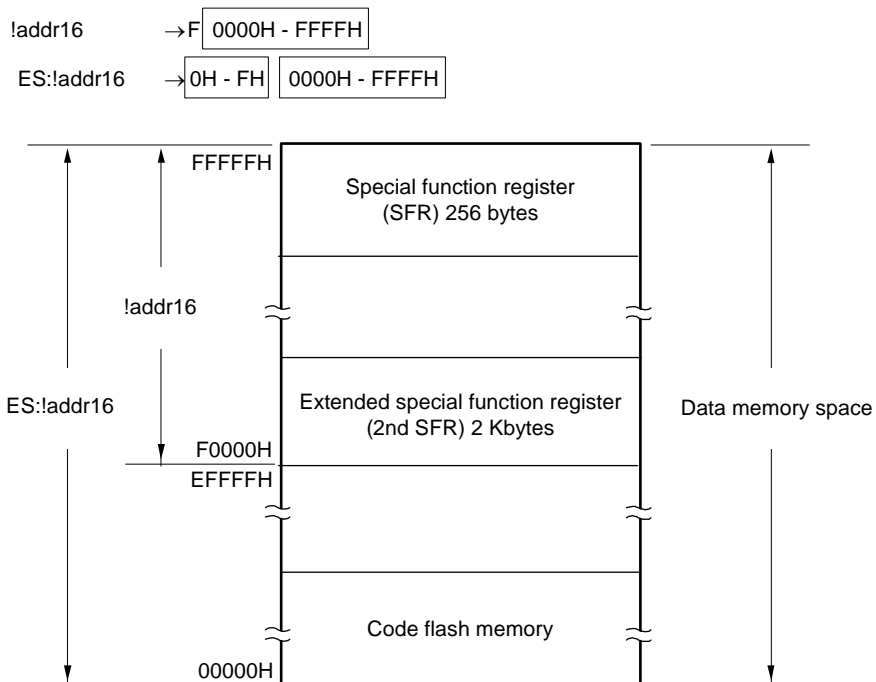 !addr16 →F 0000H - FFFFH
ES:!addr16 →0H - FH 0000H - FFFFH
FFFFFH
Special function register
(SFR) 256 bytes
!addr16
ES:!addr16
Extended special function register
(2nd SFR) 2 Kbytes
Data memory space
F0000H
EFFFFH
Code flash memory
00000H